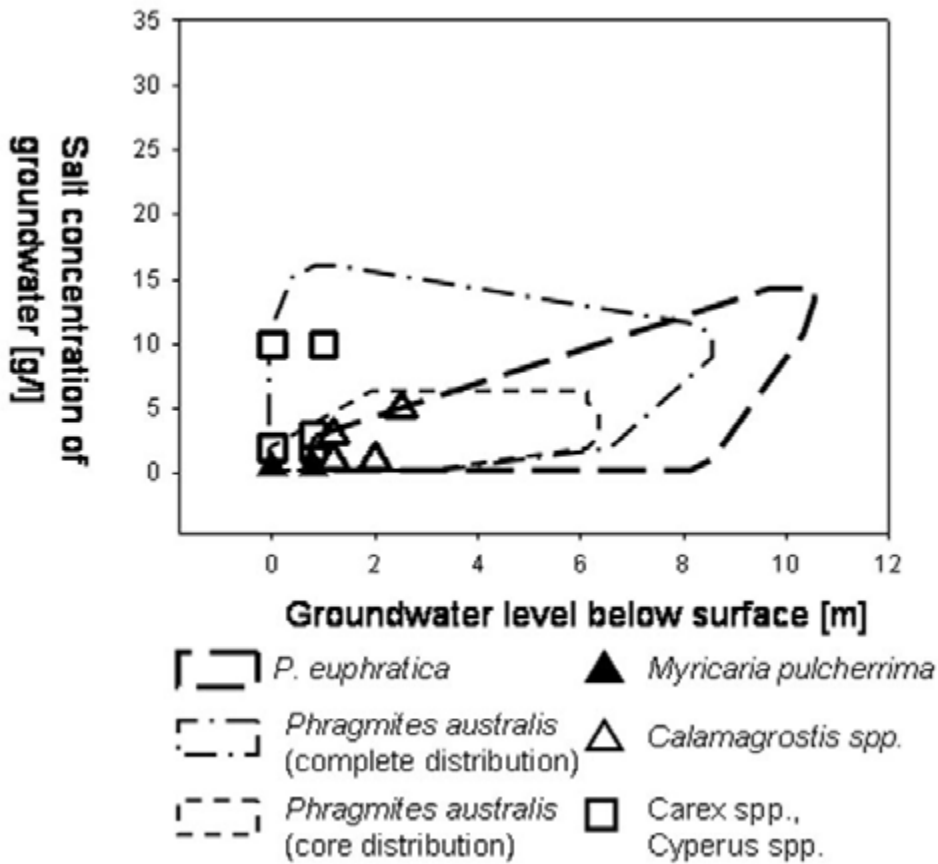 Salt concentration of
groundwater [g/l]
35
30
25
20
15
10
5
0
0 2 4 6 8 10 12
Groundwater level below surface [m]
P. euphratica
Phragmites australis
(complete distribution)
Phragmites australis
(core distribution)
Myricaria pulcherrima
Calamagrostis spp.
Carex spp.,
Cyperus spp.